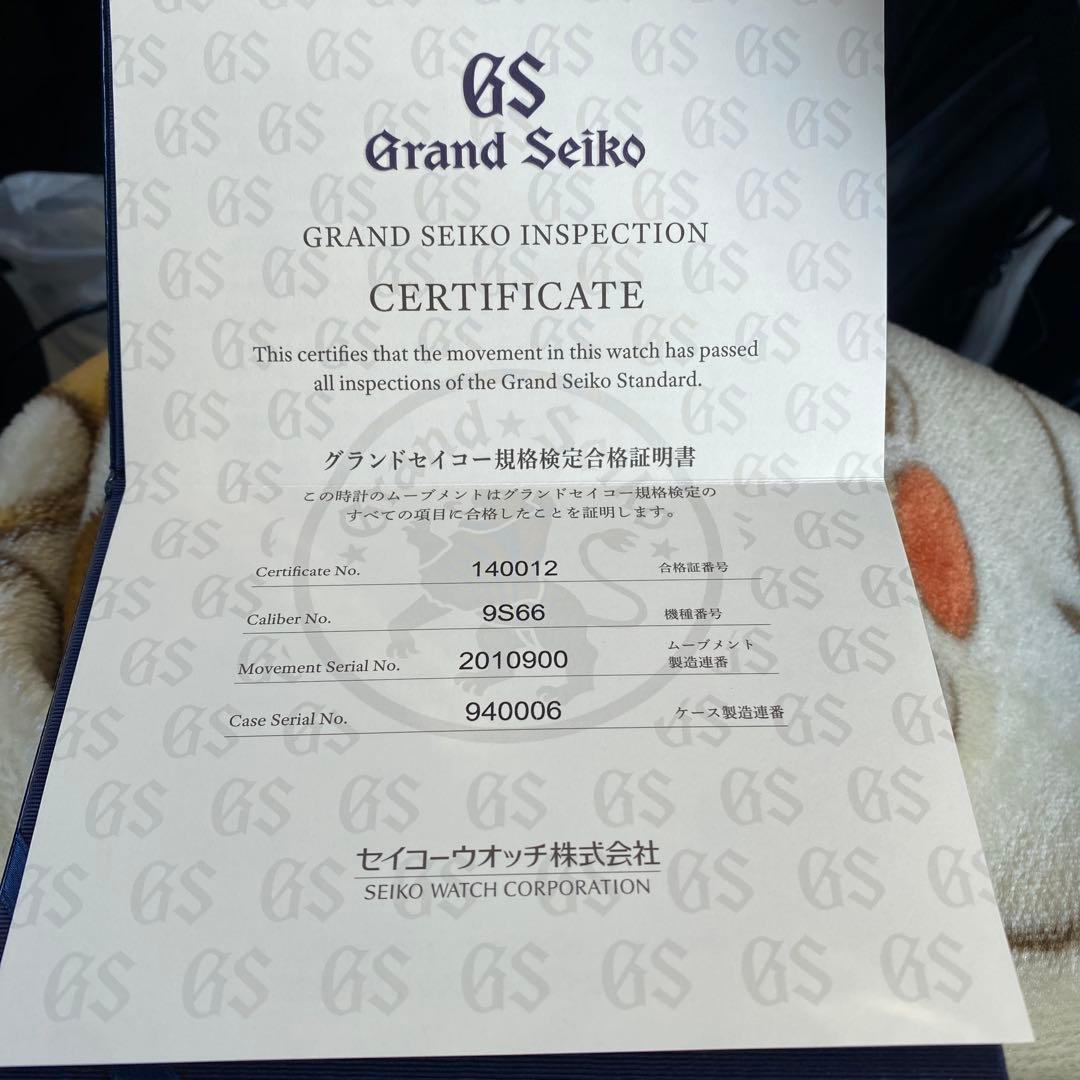 GS
Grand Seiko
GRAND SEIKO INSPECTION
CERTIFICATE
This certifies that the movement in this watch has passed
all inspections of the Grand Seiko Standard.
グランドセイコー規格検定合格証明書
この時計のムーブメントはグランドセイコー規格検定の
すべての項目に合格したことを証明します。
Certificate No. 140012 合格証番号
Caliber No. 9S66 機種番号
Movement Serial No. 2010900 ムーブメント
製造連番
Case Serial No. 940006 ケース製造連番
セイコーウオッチ株式会社
SEIKO WATCH CORPORATION